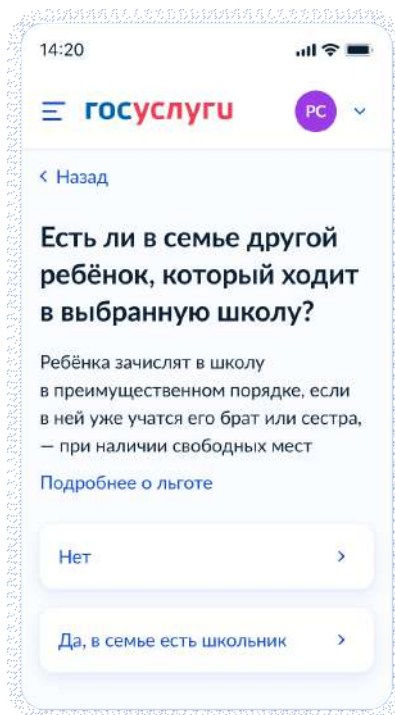 14:20
госуслуги
РС
Назад
Есть ли в семье другой
ребёнок, который ходит
в выбранную школу?
Ребёнка зачислят в школу
в преимущественном порядке, если
в ней уже учатся его брат или сестра,
— при наличии свободных мест
Подробнее о льготе
Нет
Да, в семье есть школьник